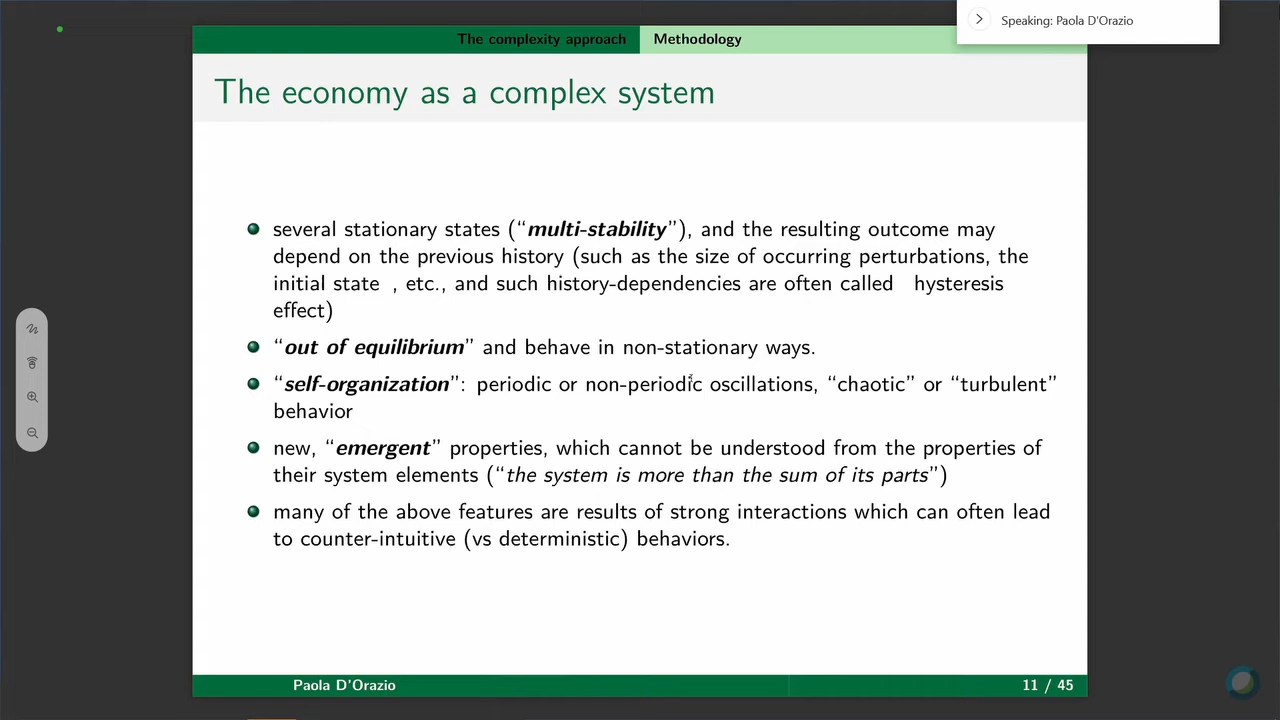 Speaking: Paola D'Orazio
The complexity approach
Methodology
The economy as a complex system
several stationary states (“multi-stability”), and the resulting outcome may
depend on the previous history (such as the size of occurring perturbations, the
initial state , etc., and such history-dependencies are often called hysteresis
effect)
“out of equilibrium” and behave in non-stationary ways.
“self-organization”: periodic or non-periodic oscillations, “chaotic” or “turbulent”
behavior
new, “emergent” properties, which cannot be understood from the properties of
their system elements (“the system is more than the sum of its parts”)
many of the above features are results of strong interactions which can often lead
to counter-intuitive (vs deterministic) behaviors.
Paola D'Orazio
11 / 45